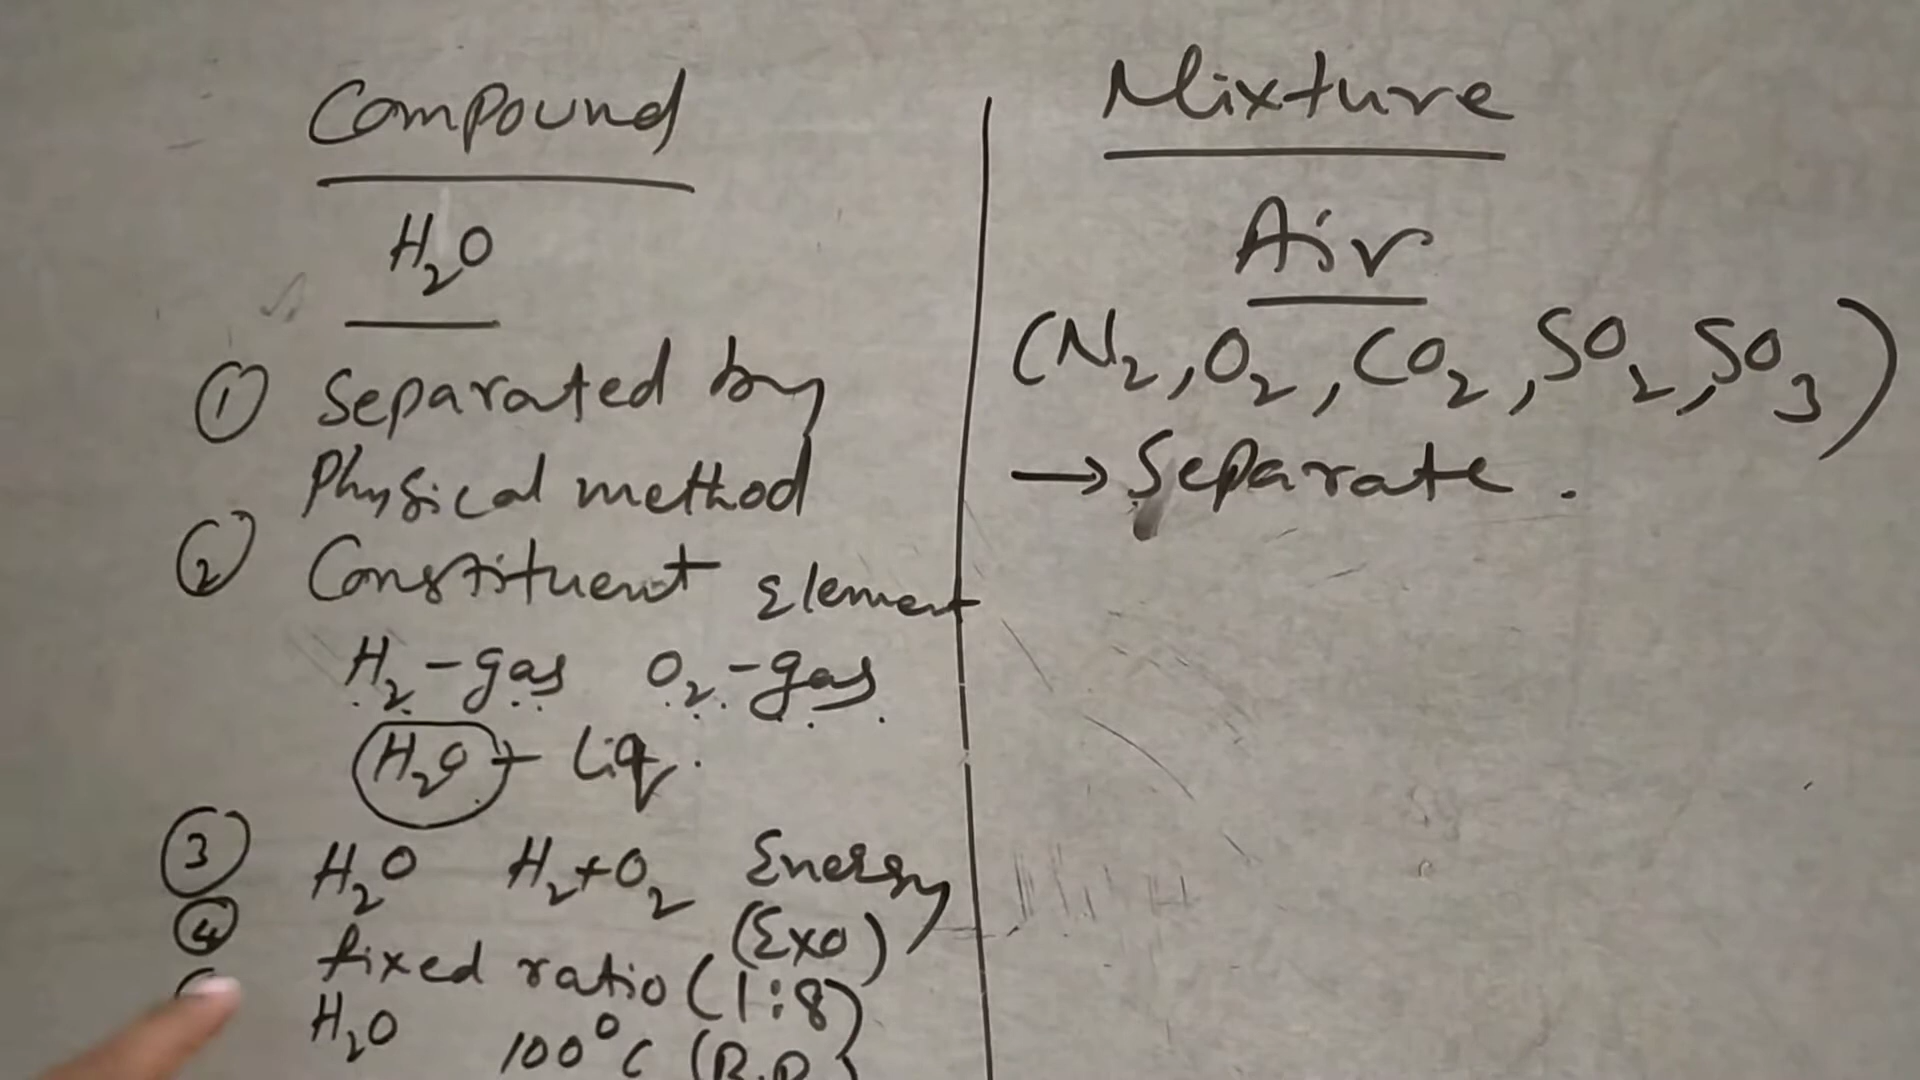 Compound
H₂O
① Separated by
Physical method
② Constituent Element
H₂-gas O₂-gas
H₂O - Liq.
③ H₂O H₂+O₂ Energy
(Exo)
④ fixed ratio (1:8)
H₂O 100°C (B.P
Mixture
Air
(N₂, O₂, CO₂, SO₂, SO₃)
→ Separate.